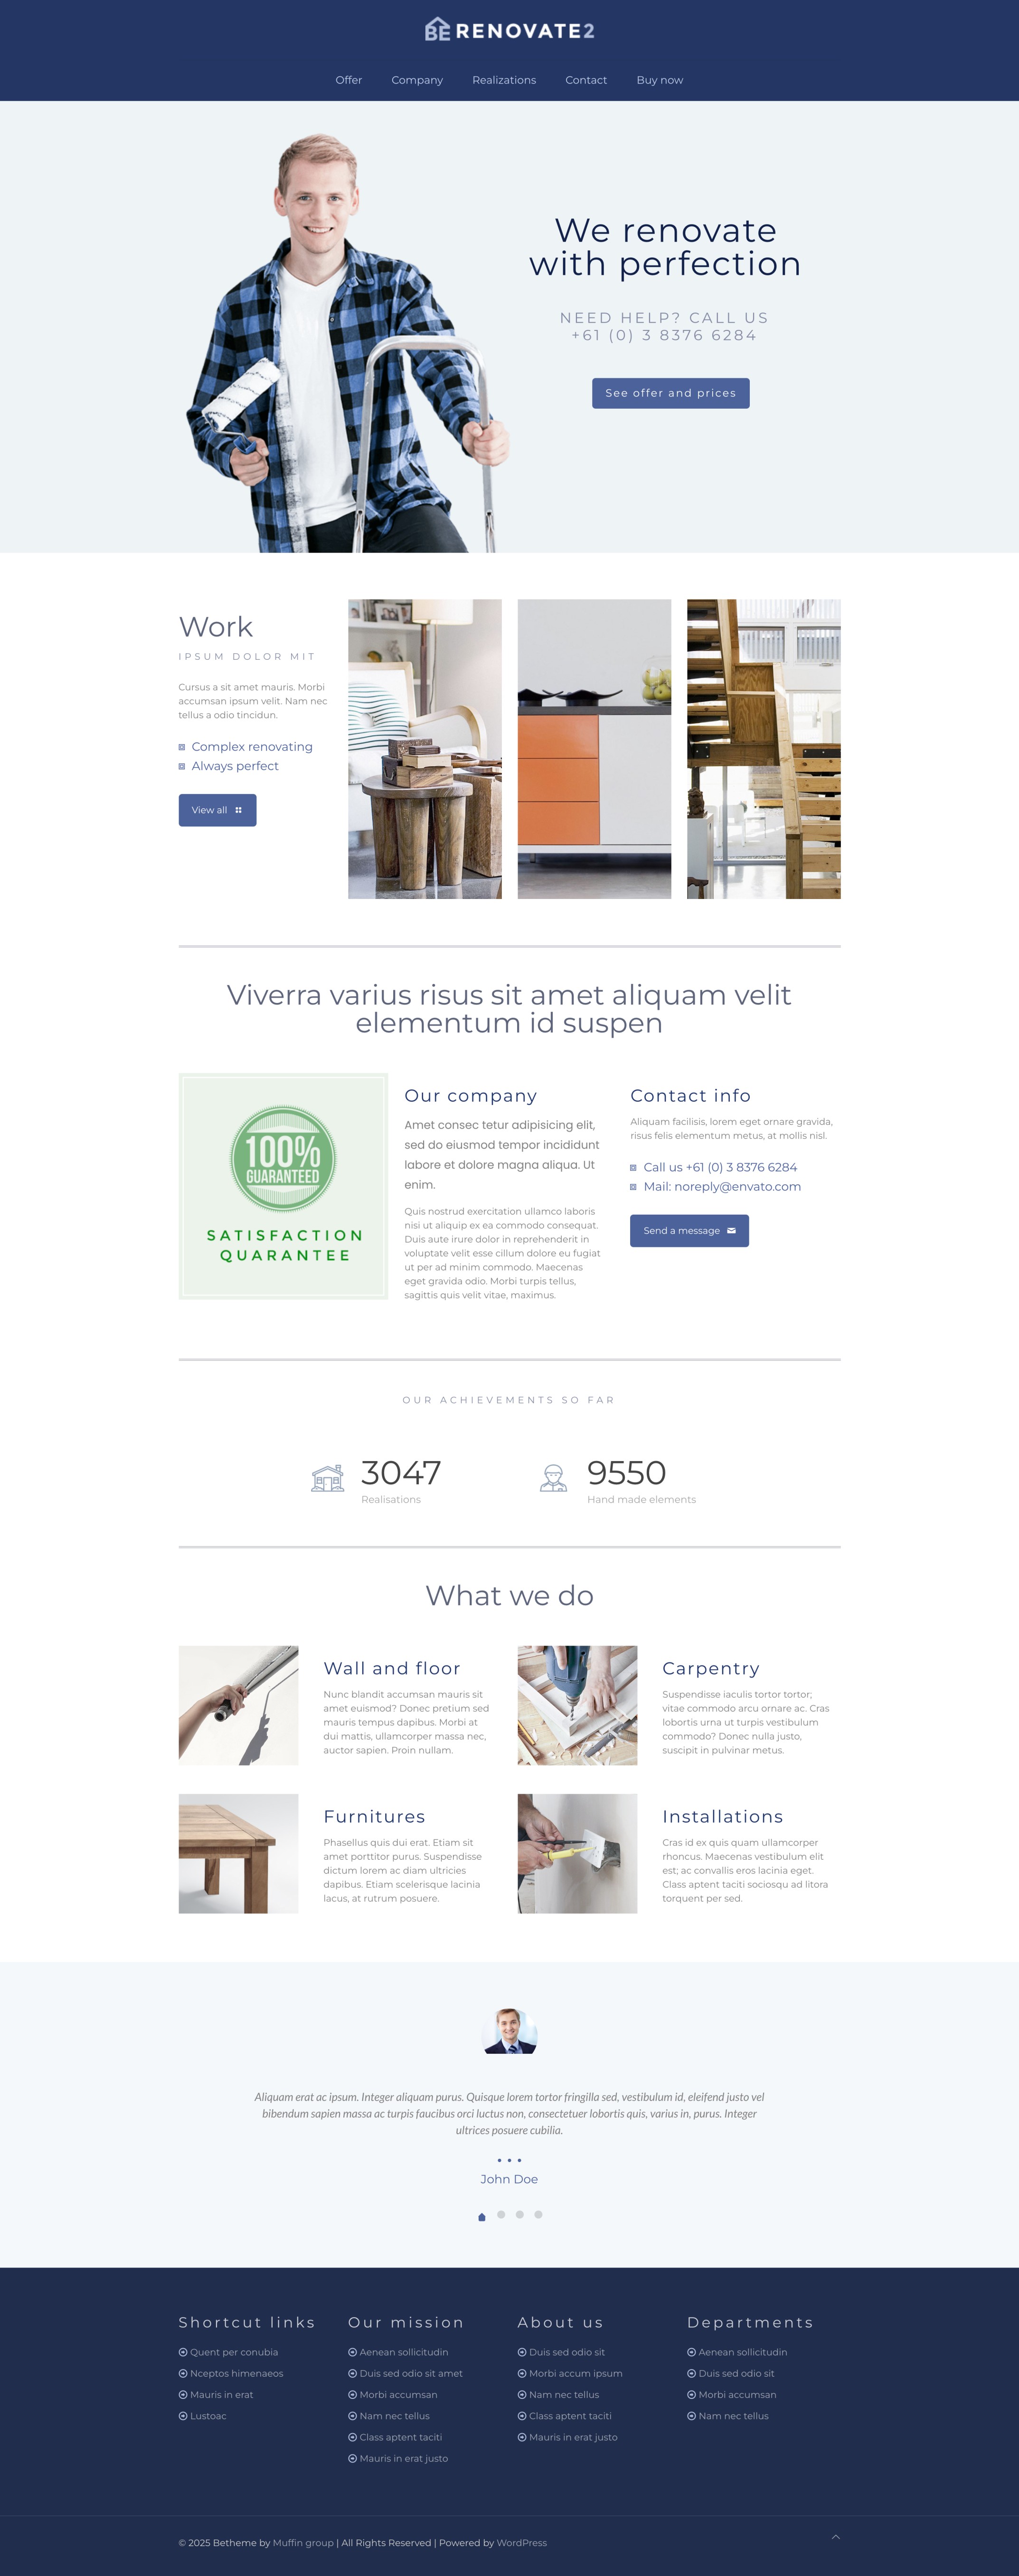 BE RENOVATE2
Offer Company Realizations Contact Buy now
We renovate
with perfection
NEED HELP? CALL US
+61 (0) 3 8376 6284
See offer and prices
Work
IPSUM DOLOR MIT
Cursus a sit amet mauris. Morbi
accumsan ipsum velit. Nam nec
tellus a odio tincidun.
Complex renovating
Always perfect
View all
Viverra varius risus sit amet aliquam velit
elementum id suspen
100%
GUARANTEED
SATISFACTION
QUARANTEE
Our company
Amet consec tetur adipisicing elit,
sed do eiusmod tempor incididunt
labore et dolore magna aliqua. Ut
enim.
Quis nostrud exercitation ullamco laboris
nisi ut aliquip ex ea commodo consequat.
Duis aute irure dolor in reprehenderit in
voluptate velit esse cillum dolore eu fugiat
ut per ad minim commodo. Maecenas
eget gravida odio. Morbi turpis tellus,
sagittis quis velit vitae, maximus.
Contact info
Aliquam facilisis, lorem eget ornare gravida,
risus felis elementum metus, at mollis nisl.
Call us +61 (0) 3 8376 6284
Mail: noreply@envato.com
Send a message
OUR ACHIEVEMENTS SO FAR
3047
Realisations
9550
Hand made elements
What we do
Wall and floor
Nunc blandit accumsan mauris sit
amet euismod? Donec pretium sed
mauris tempus dapibus. Morbi at
dui mattis, ullamcorper massa nec,
auctor sapien. Proin nullam.
Carpentry
Suspendisse iaculis tortor tortor;
vitae commodo arcu ornare ac. Cras
lobortis urna ut turpis vestibulum
commodo? Donec nulla justo,
suscipit in pulvinar metus.
Furnitures
Phasellus quis dui erat. Etiam sit
amet porttitor purus. Suspendisse
dictum lorem ac diam ultricies
dapibus. Etiam scelerisque lacinia
lacus, at rutrum posuere.
Installations
Cras id ex quis quam ullamcorper
rhoncus. Maecenas vestibulum elit
est; ac convallis eros lacinia eget.
Class aptent taciti sociosqu ad litora
torquent per sed.
Aliquam erat ac ipsum. Integer aliquam purus. Quisque lorem tortor fringilla sed, vestibulum id, eleifend justo vel
bibendum sapien massa ac turpis faucibus orci luctus non, consectetuer lobortis quis, varius in, purus. Integer
ultrices posuere cubilia.
John Doe
Shortcut links
Quent per conubia
Nceptos himenaeos
Mauris in erat
Lustoac
Our mission
Aenean sollicitudin
Duis sed odio sit amet
Morbi accumsan
Nam nec tellus
Class aptent taciti
Mauris in erat justo
About us
Duis sed odio sit
Morbi accum ipsum
Nam nec tellus
Class aptent taciti
Mauris in erat justo
Departments
Aenean sollicitudin
Duis sed odio sit
Morbi accumsan
Nam nec tellus
© 2025 Betheme by Muffin group | All Rights Reserved | Powered by WordPress